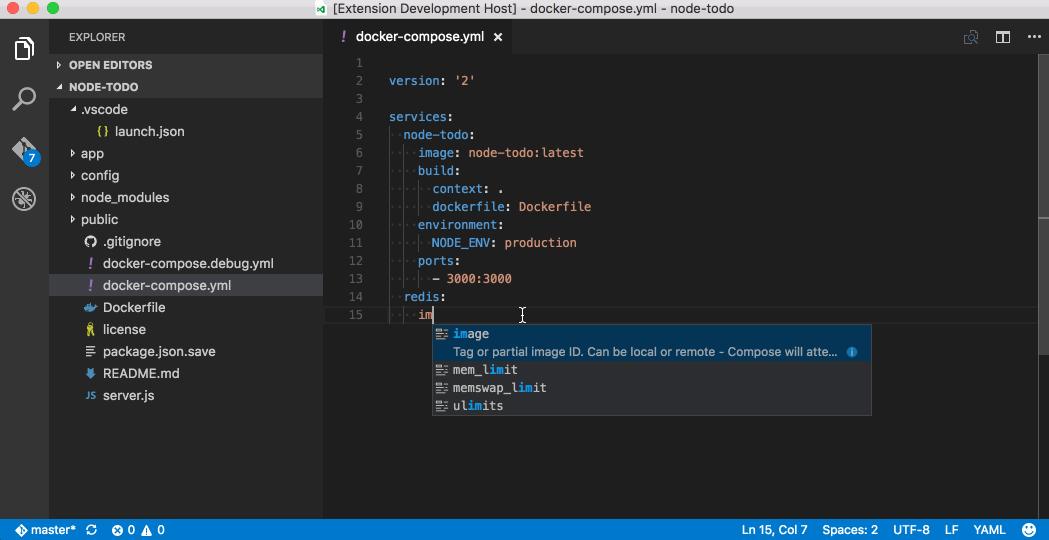 [Extension Development Host] - docker-compose.yml - node-todo
EXPLORER
OPEN EDITORS
NODE-TODO
.vscode
{} launch.json
app
config
node_modules
public
.gitignore
! docker-compose.debug.yml
! docker-compose.yml
Dockerfile
license
package.json.save
README.md
JS server.js
7
! docker-compose.yml ×
1
2 version: '2'
3
4 services:
5 node-todo:
6 image: node-todo:latest
7 build:
8 context: .
9 dockerfile: Dockerfile
10 environment:
11 NODE_ENV: production
12 ports:
13 - 3000:3000
14 redis:
15 im
image
Tag or partial image ID. Can be local or remote - Compose will atte...
mem_limit
memswap_limit
ulimits
master* 0 0 Ln 15, Col 7 Spaces: 2 UTF-8 LF YAML